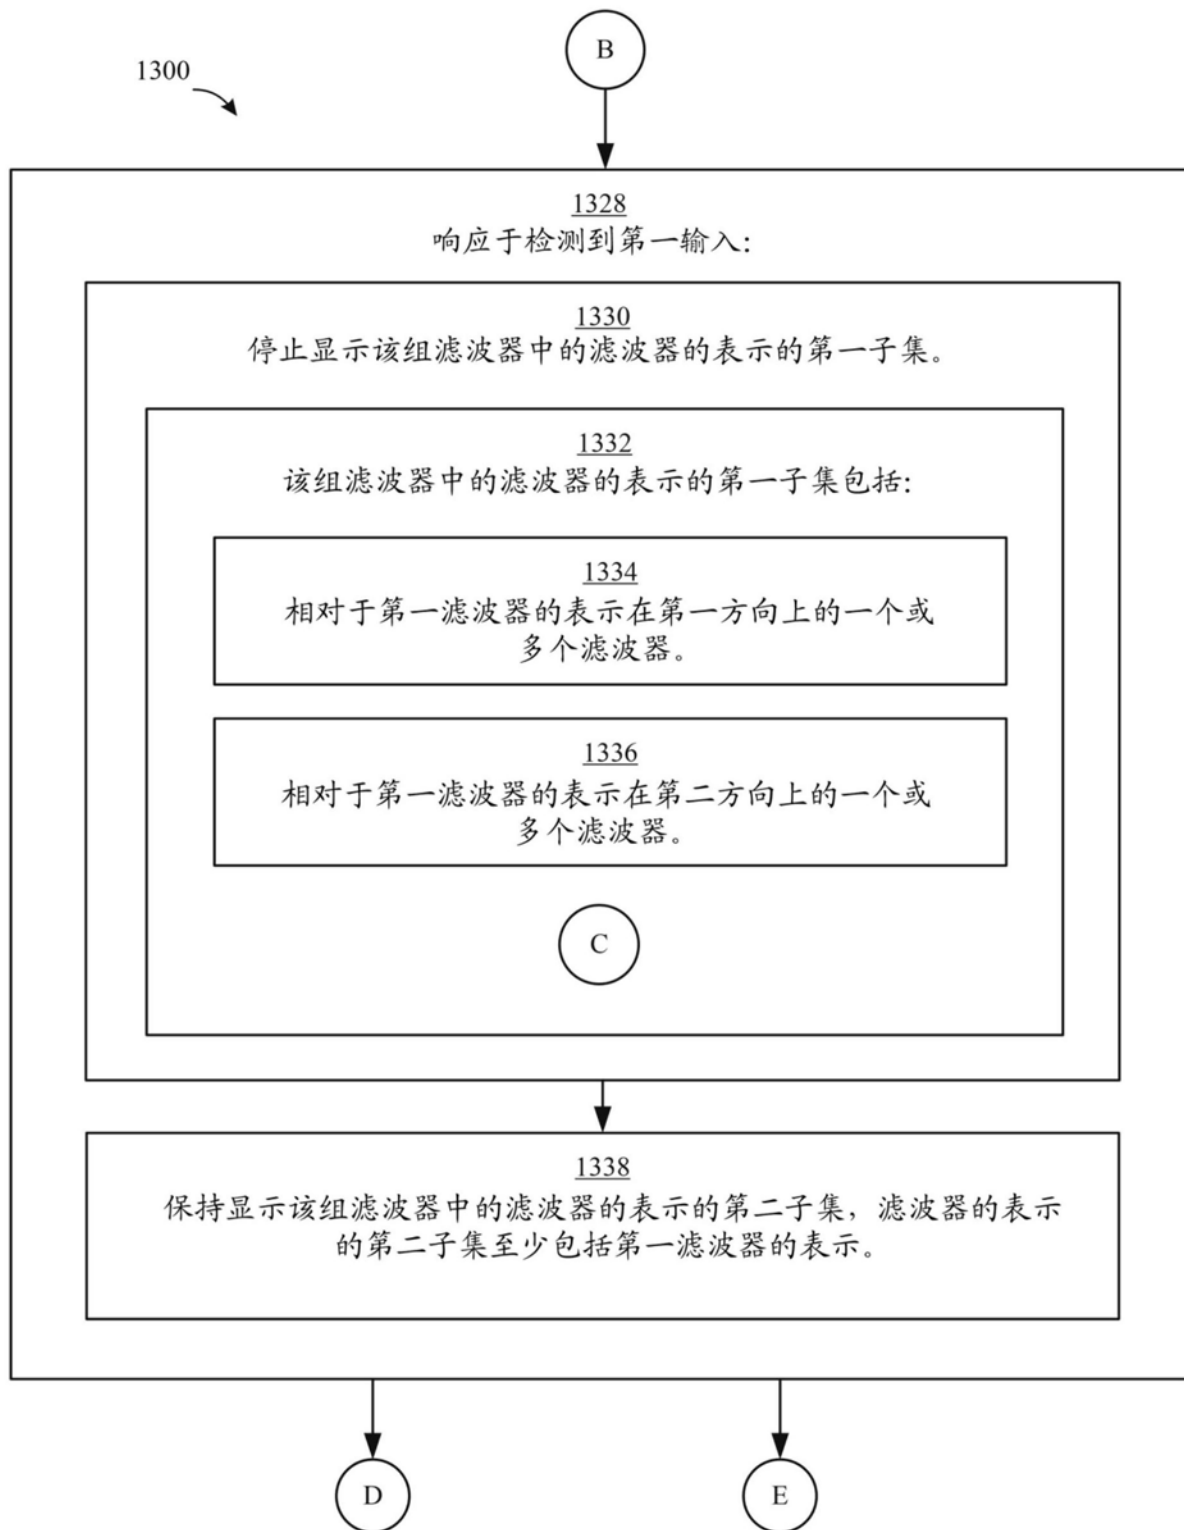 B
1300
1328
响应于检测到第一输入：
1330
停止显示该组滤波器中的滤波器的表示的第一子集。
1332
该组滤波器中的滤波器的表示的第一子集包括：
1334
相对于第一滤波器的表示在第一方向上的一个或
多个滤波器。
1336
相对于第一滤波器的表示在第二方向上的一个或
多个滤波器。
C
1338
保持显示该组滤波器中的滤波器的表示的第二子集，滤波器的表示
的第二子集至少包括第一滤波器的表示。
D
E